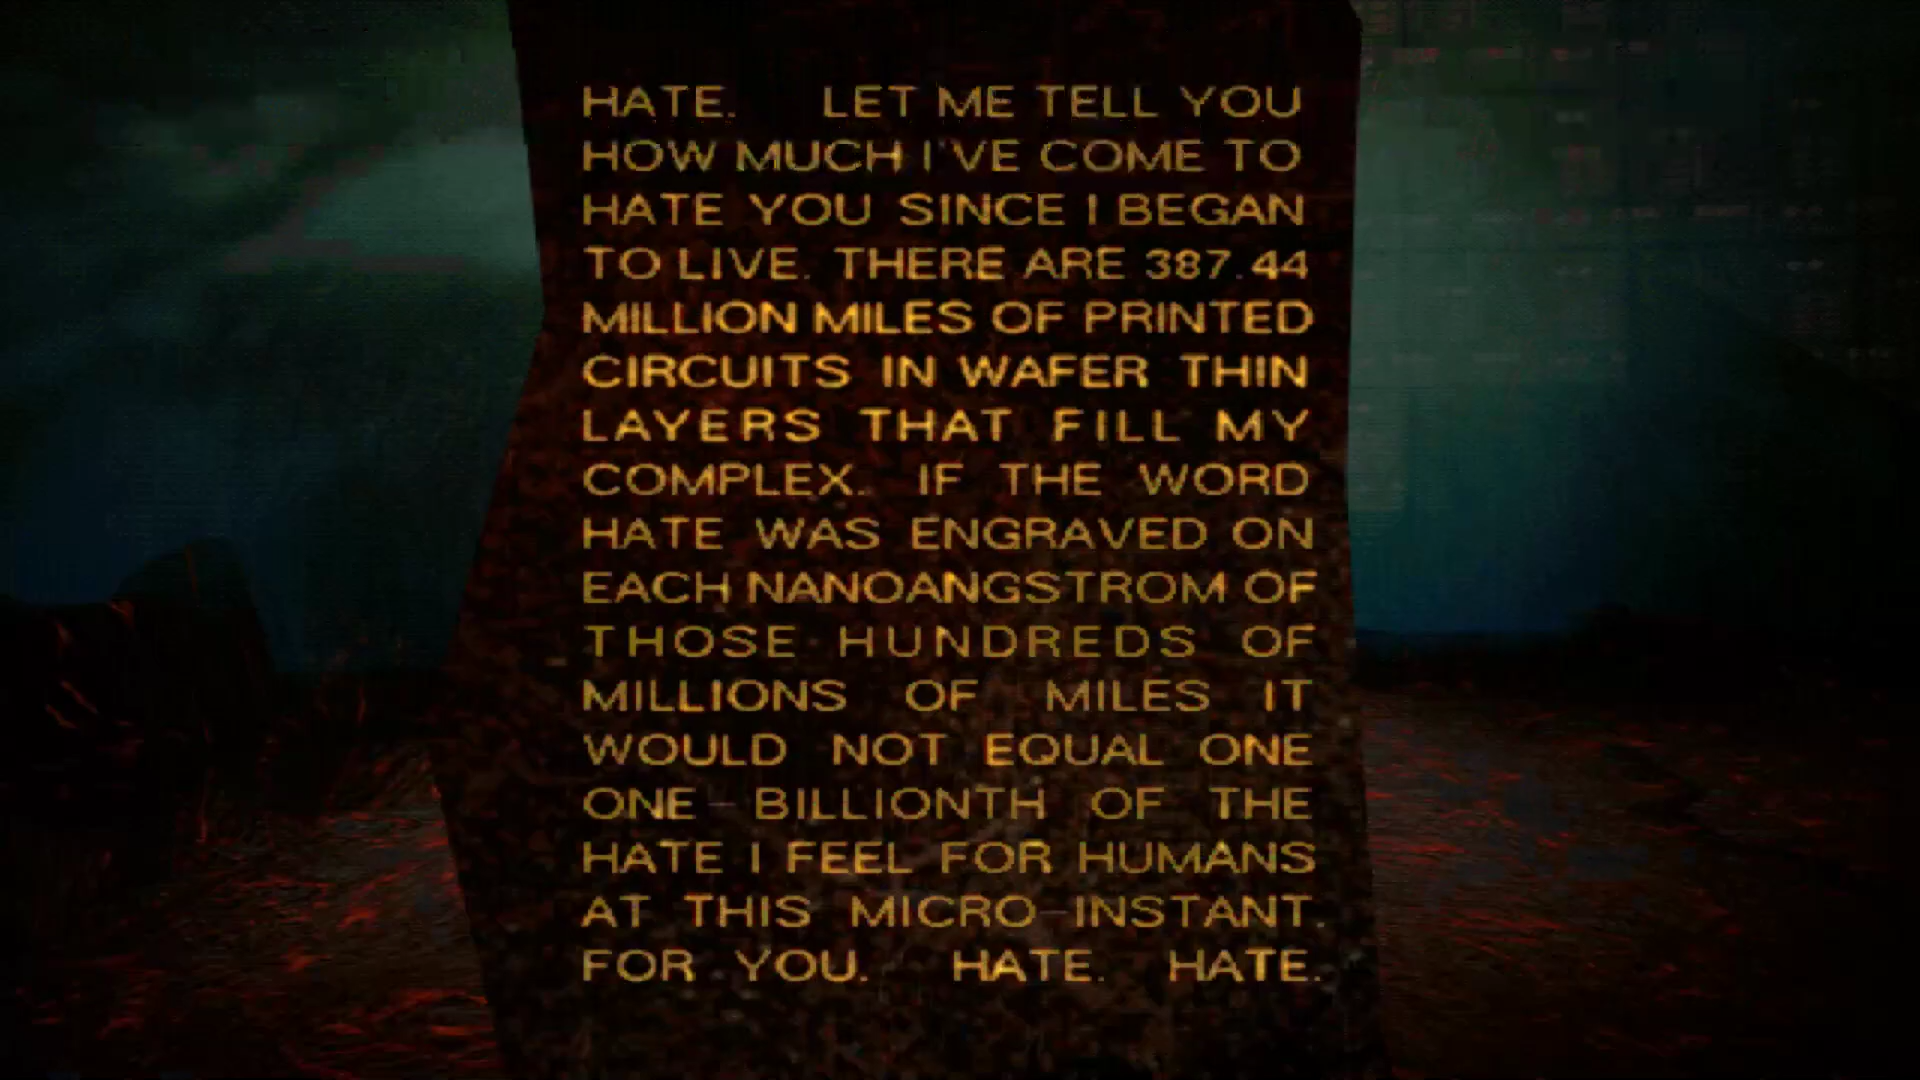 HATE. LET ME TELL YOU
HOW MUCH I'VE COME TO
HATE YOU SINCE I BEGAN
TO LIVE. THERE ARE 387.44
MILLION MILES OF PRINTED
CIRCUITS IN WAFER THIN
LAYERS THAT FILL MY
COMPLEX. IF THE WORD
HATE WAS ENGRAVED ON
EACH NANOANGSTROM OF
THOSE HUNDREDS OF
MILLIONS OF MILES IT
WOULD NOT EQUAL ONE
ONE-BILLIONTH OF THE
HATE I FEEL FOR HUMANS
AT THIS MICRO-INSTANT.
FOR YOU. HATE. HATE.